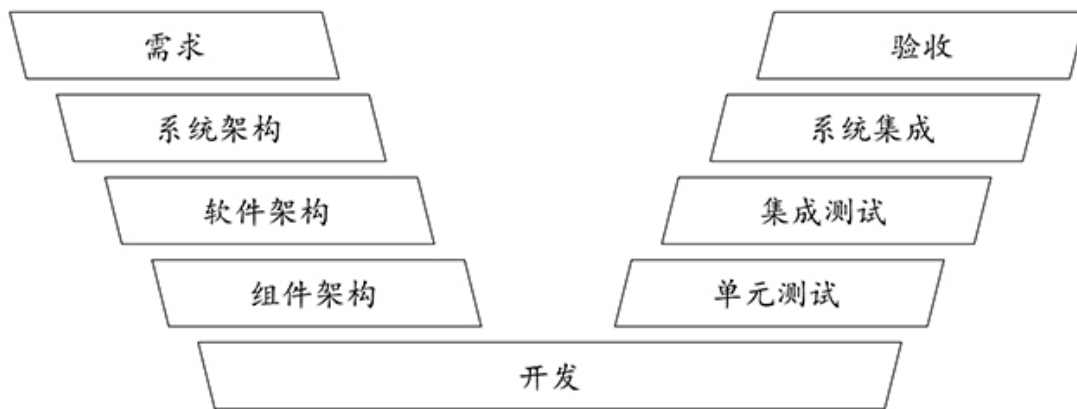 需求
验收
系统架构
系统集成
软件架构
集成测试
组件架构
单元测试
开发